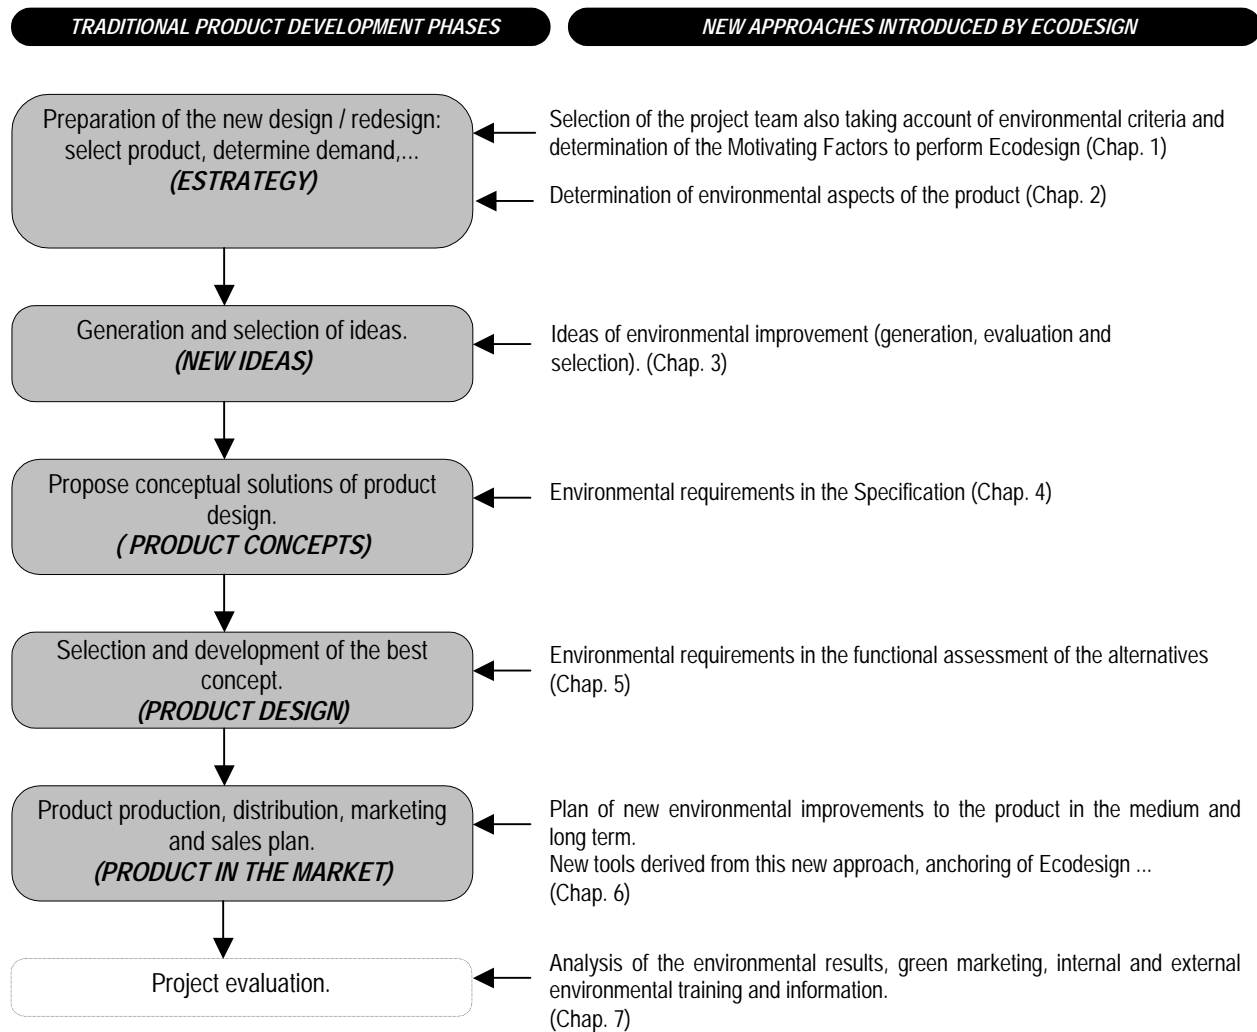 TRADITIONAL PRODUCT DEVELOPMENT PHASES
NEW APPROACHES INTRODUCED BY ECODESIGN
Preparation of the new design / redesign:
select product, determine demand,...
(ESTRATEGY)
Selection of the project team also taking account of environmental criteria and
determination of the Motivating Factors to perform Ecodesign (Chap. 1)
Determination of environmental aspects of the product (Chap. 2)
Generation and selection of ideas.
(NEW IDEAS)
Ideas of environmental improvement (generation, evaluation and
selection). (Chap. 3)
Propose conceptual solutions of product
design.
( PRODUCT CONCEPTS)
Environmental requirements in the Specification (Chap. 4)
Selection and development of the best
concept.
(PRODUCT DESIGN)
Environmental requirements in the functional assessment of the alternatives
(Chap. 5)
Product production, distribution, marketing
and sales plan.
(PRODUCT IN THE MARKET)
Plan of new environmental improvements to the product in the medium and
long term.
New tools derived from this new approach, anchoring of Ecodesign ...
(Chap. 6)
Project evaluation.
Analysis of the environmental results, green marketing, internal and external
environmental training and information.
(Chap. 7)